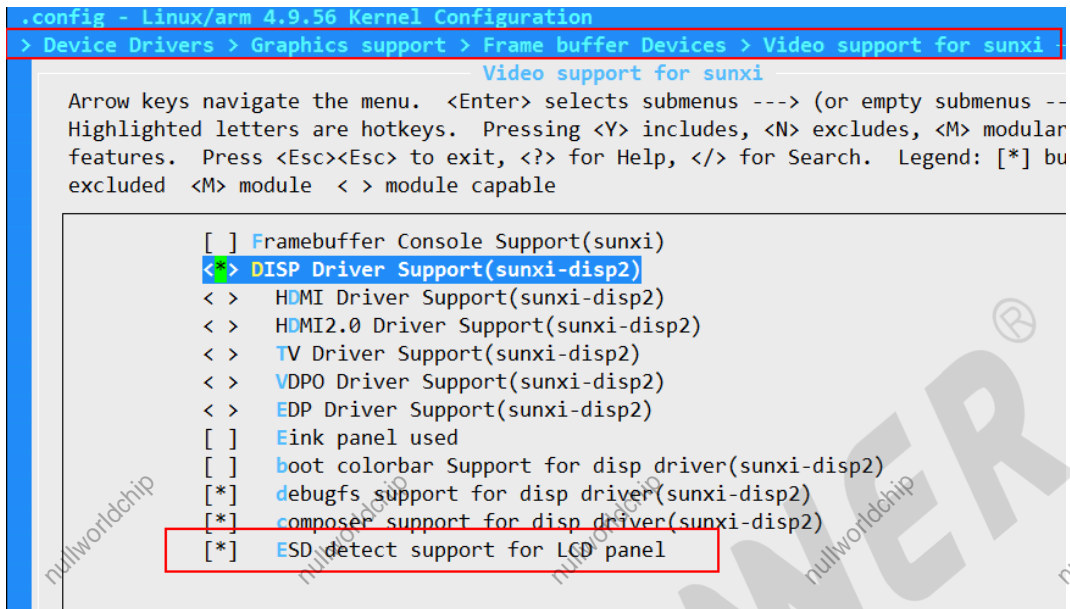 .config - Linux/arm 4.9.56 Kernel Configuration
> Device Drivers > Graphics support > Frame buffer Devices > Video support for sunxi
Video support for sunxi
Arrow keys navigate the menu. <Enter> selects submenus ---> (or empty submenus --
Highlighted letters are hotkeys. Pressing <Y> includes, <N> excludes, <M> modular
features. Press <Esc><Esc> to exit, <?> for Help, </> for Search. Legend: [*] bu
excluded <M> module < > module capable
[ ] Framebuffer Console Support(sunxi)
<*> DISP Driver Support(sunxi-disp2)
< > HDMI Driver Support(sunxi-disp2)
< > HDMI2.0 Driver Support(sunxi-disp2)
< > TV Driver Support(sunxi-disp2)
< > VDPO Driver Support(sunxi-disp2)
< > EDP Driver Support(sunxi-disp2)
[ ] Eink panel used
[ ] boot colorbar Support for disp driver(sunxi-disp2)
[*] debugfs support for disp driver(sunxi-disp2)
[*] composer support for disp driver(sunxi-disp2)
[*] ESD detect support for LCD panel
nullworldchip
nullworldchip
nullworldchip
nullworldchip
NER®